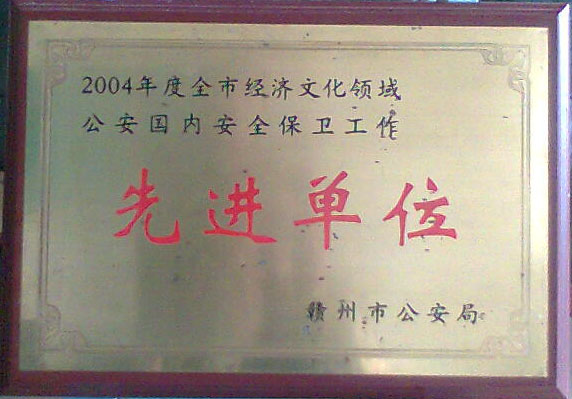 2004年度全市经济文化领域
公安国内安全保卫工作
先进单位
赣州市公安局